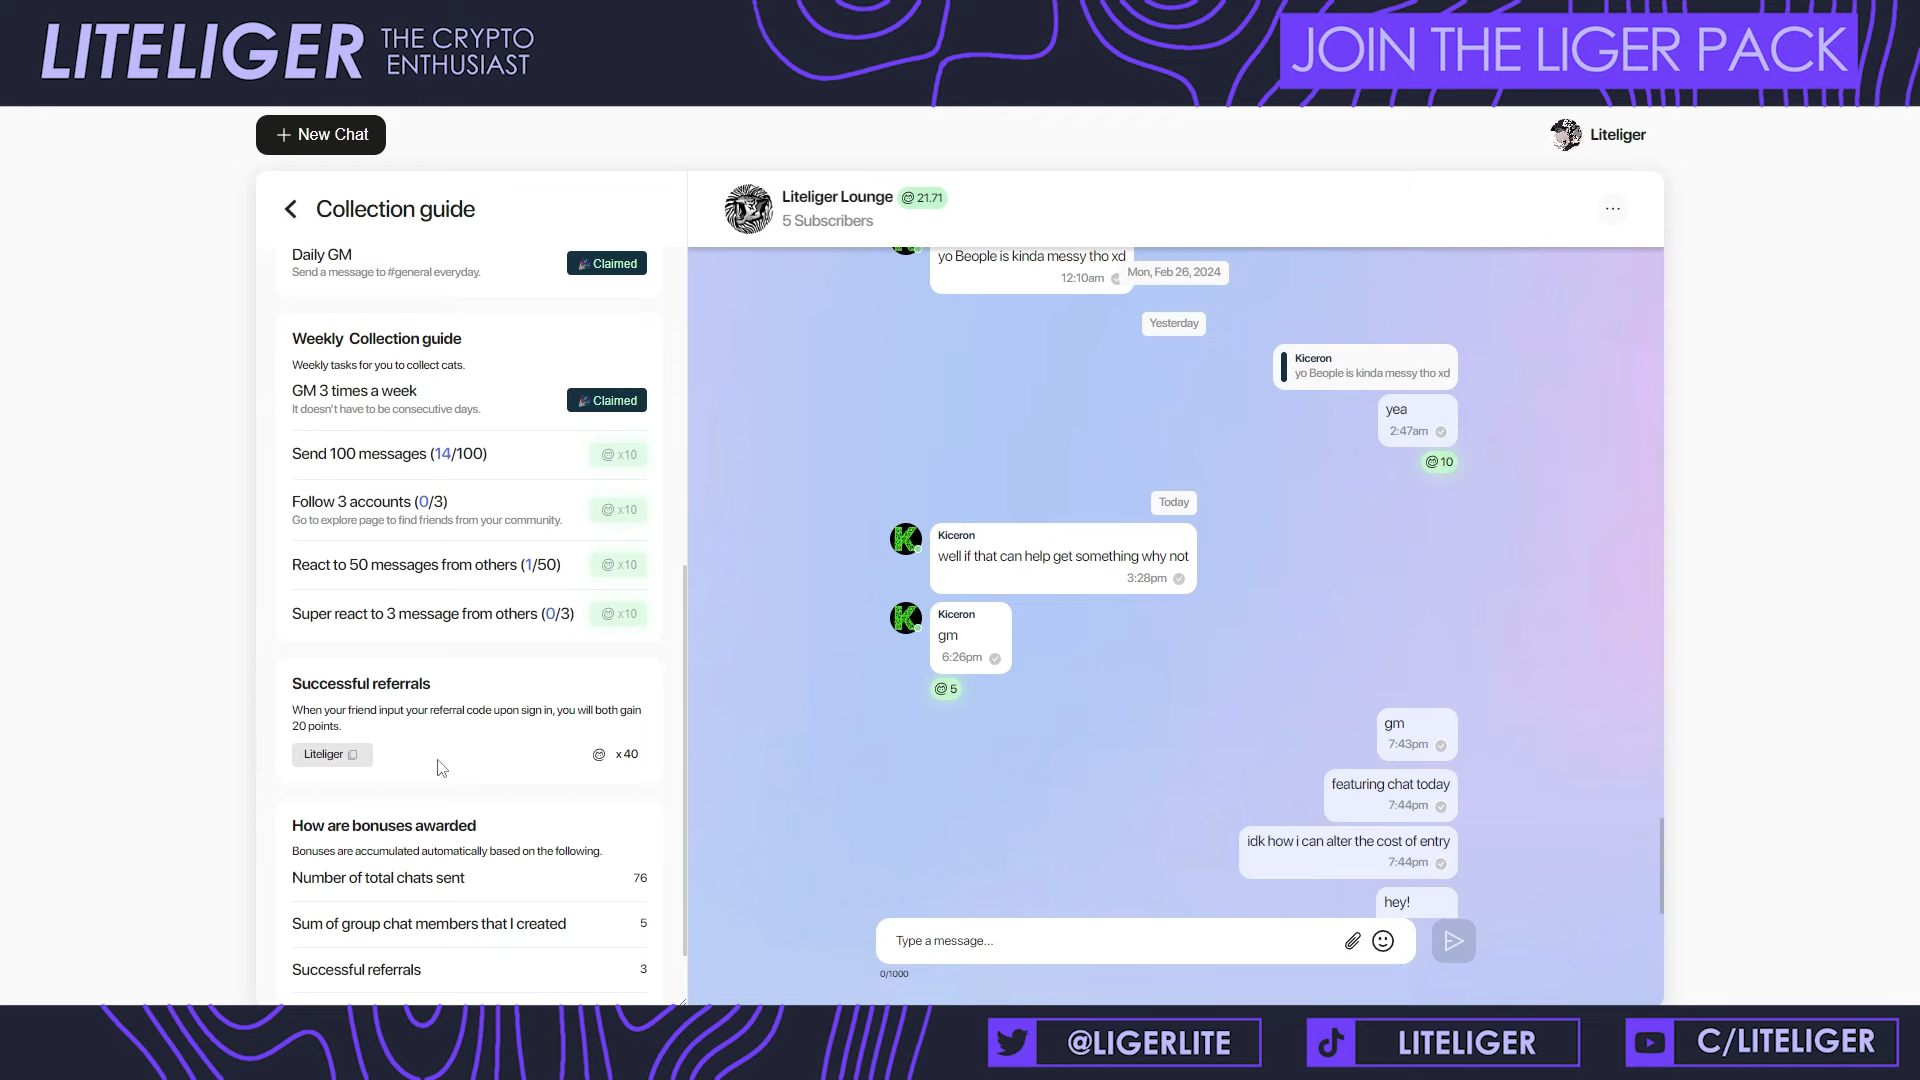 LITELIGER
THE CRYPTO
ENTHUSIAST
JOIN THE LIGER PACK
New Chat
Liteliger
Collection guide
Daily GM
Send a message to #general everyday.
Claimed
Weekly Collection guide
Weekly tasks for you to collect cats.
GM 3 times a week
It doesn't have to be consecutive days.
Claimed
Send 100 messages (14/100)
x10
Follow 3 accounts (0/3)
Go to explore page to find friends from your community.
x10
React to 50 messages from others (1/50)
x10
Super react to 3 message from others (0/3)
x10
Successful referrals
When your friend input your referral code upon sign in, you will both gain
20 points.
Liteliger
x 40
How are bonuses awarded
Bonuses are accumulated automatically based on the following.
Number of total chats sent
76
Sum of group chat members that I created
5
Successful referrals
3
Liteliger Lounge
21.71
5 Subscribers
yo Beople is kinda messy tho xd
12:10am
Mon, Feb 26, 2024
Yesterday
Kiceron
yo Beople is kinda messy tho xd
yea
2:47am
10
Today
Kiceron
well if that can help get something why not
3:28pm
Kiceron
gm
6:26pm
5
gm
7:43pm
featuring chat today
7:44pm
idk how i can alter the cost of entry
7:44pm
hey!
Type a message...
0/1000
@LIGERLITE
LITELIGER
C/LITELIGER